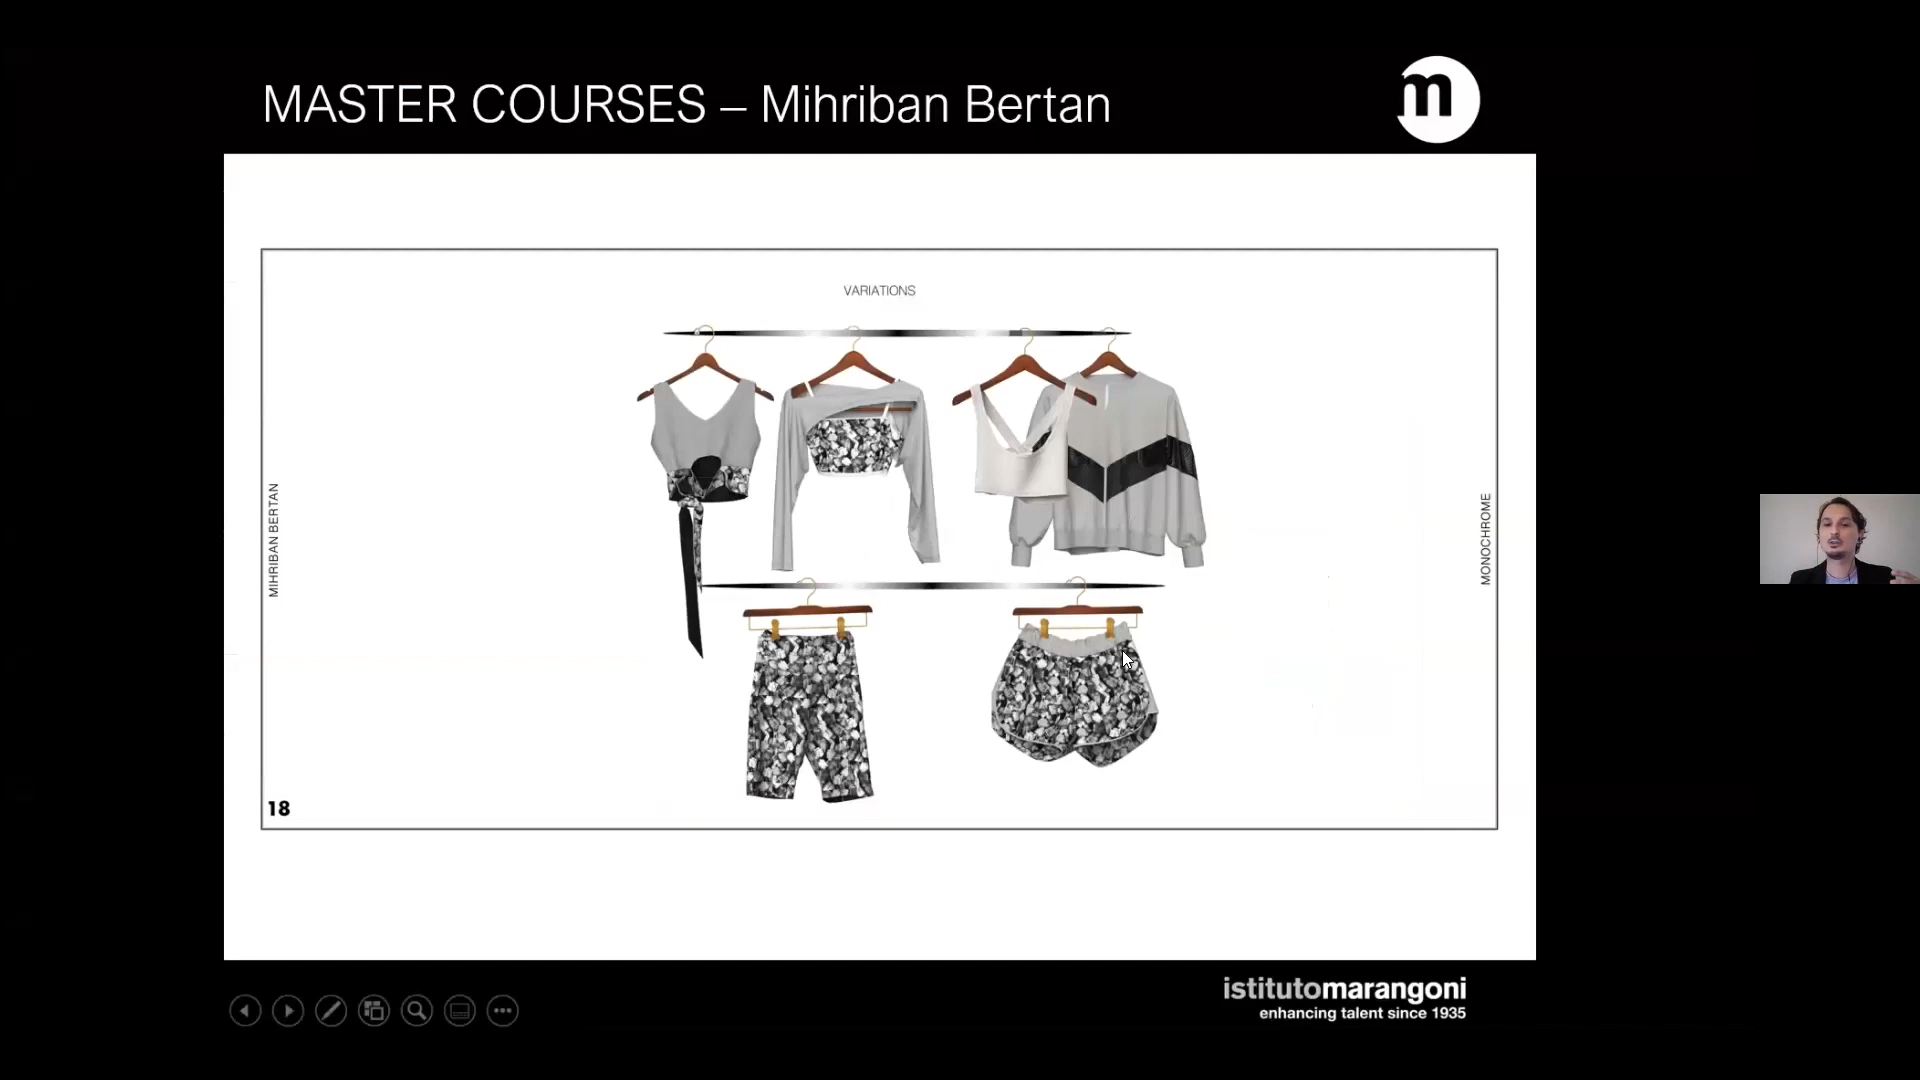 MASTER COURSES – Mihriban Bertan
m
VARIATIONS
MIHRIBAN BERTAN
MONOCHROME
18
istitutomarangoni
enhancing talent since 1935